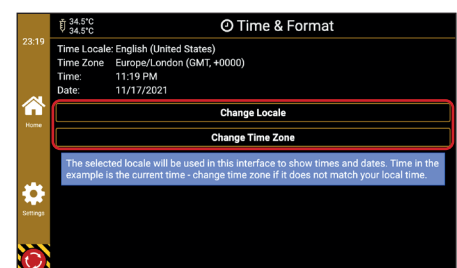 34.5°C
34.5°C
Time & Format
23:19
Time Locale: English (United States)
Time Zone Europe/London (GMT, +0000)
Time: 11:19 PM
Date: 11/17/2021
Change Locale
Home
Change Time Zone
The selected locale will be used in this interface to show times and dates. Time in the
example is the current time - change time zone if it does not match your local time.
Settings